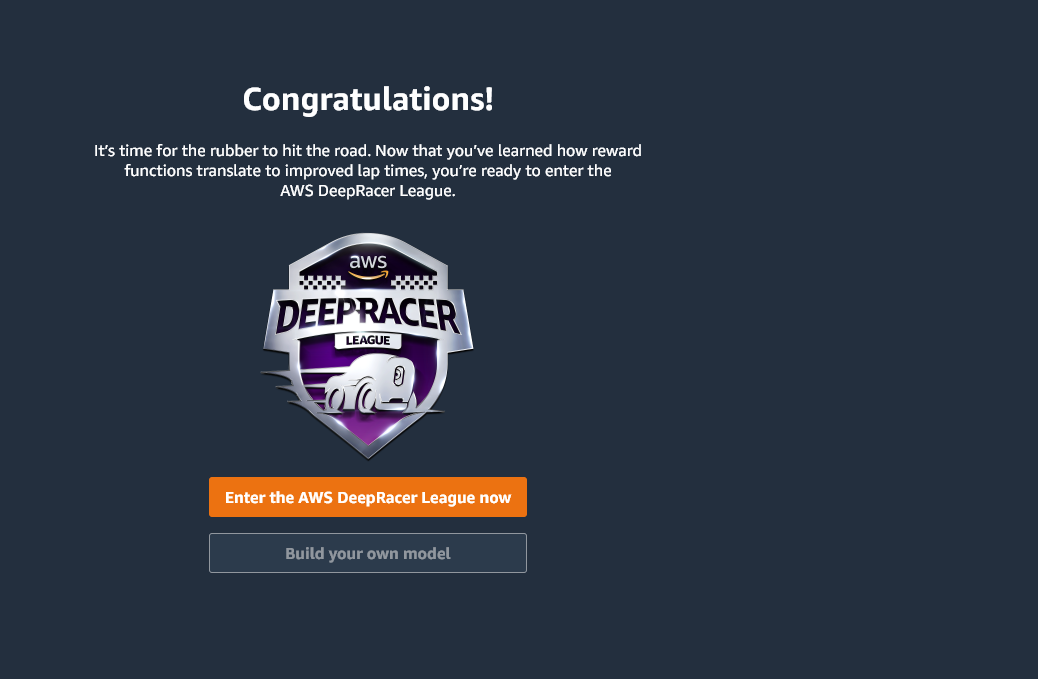 Congratulations!
It’s time for the rubber to hit the road. Now that you’ve learned how reward
functions translate to improved lap times, you’re ready to enter the
AWS DeepRacer League.
aws
DEEPRACER
LEAGUE
Enter the AWS DeepRacer League now
Build your own model